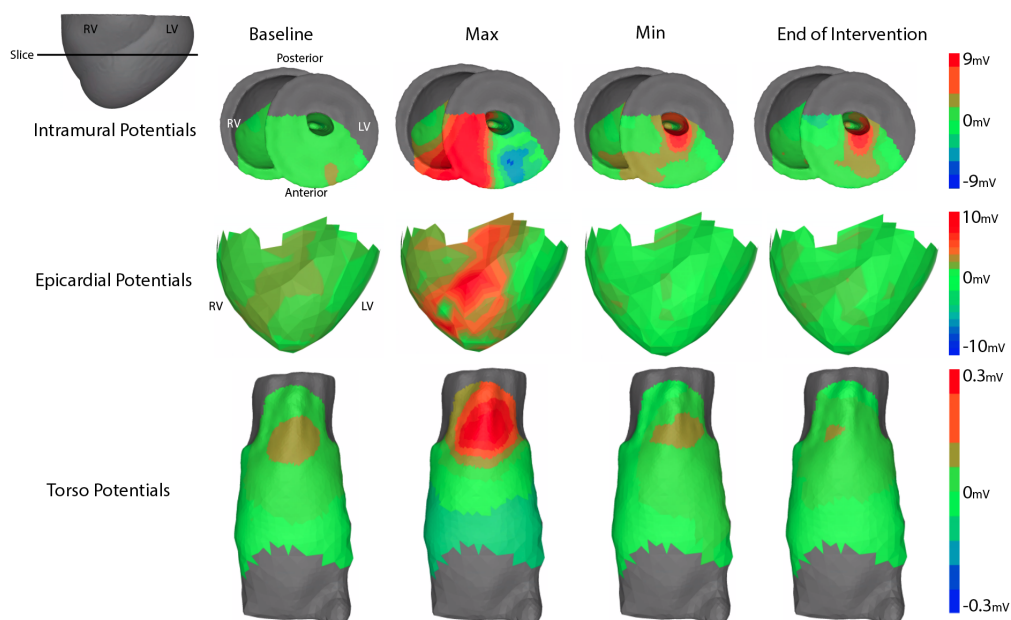 RV LV
Slice
Baseline Max Min End of Intervention
Posterior
9mV
Intramural Potentials
RV LV
0mV
Anterior
-9mV
10mV
Epicardial Potentials
0mV
RV LV
-10mV
0.3mV
Torso Potentials
0mV
-0.3mV